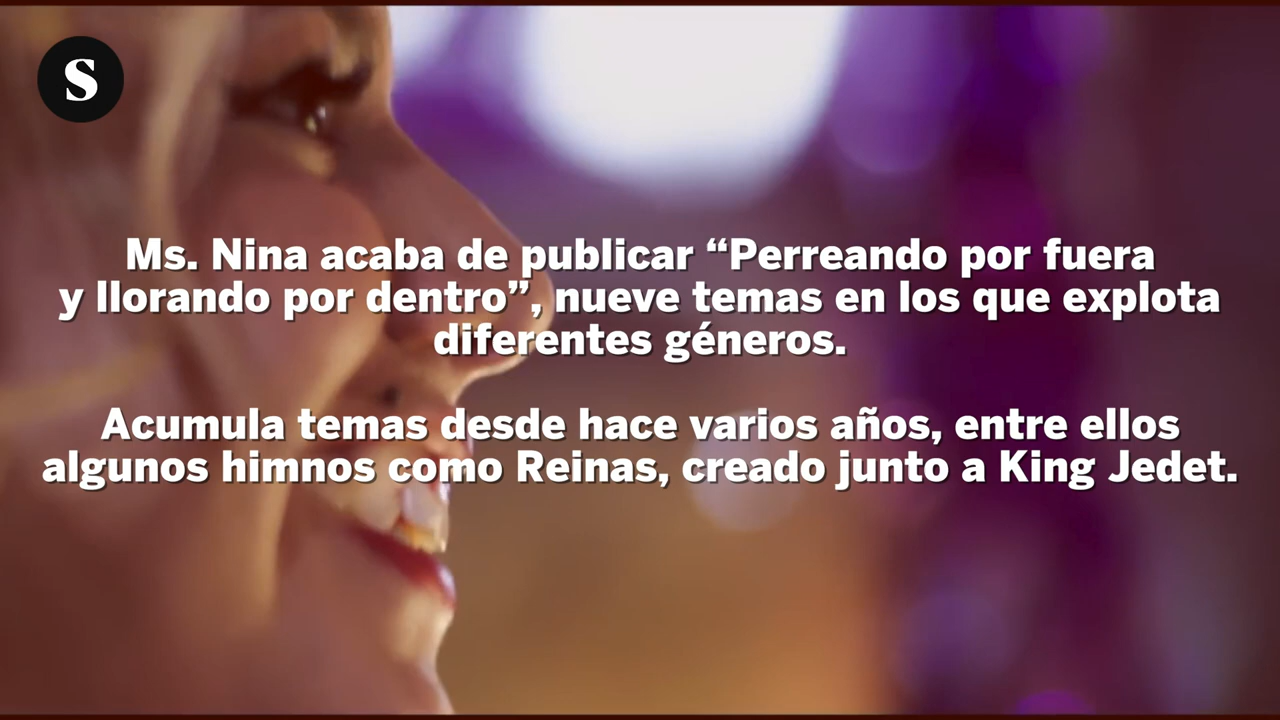 S
Ms. Nina acaba de publicar “Perreando por fuera
y llorando por dentro”, nueve temas en los que explota
diferentes géneros.
Acumula temas desde hace varios años, entre ellos
algunos himnos como Reinas, creado junto a King Jedet.